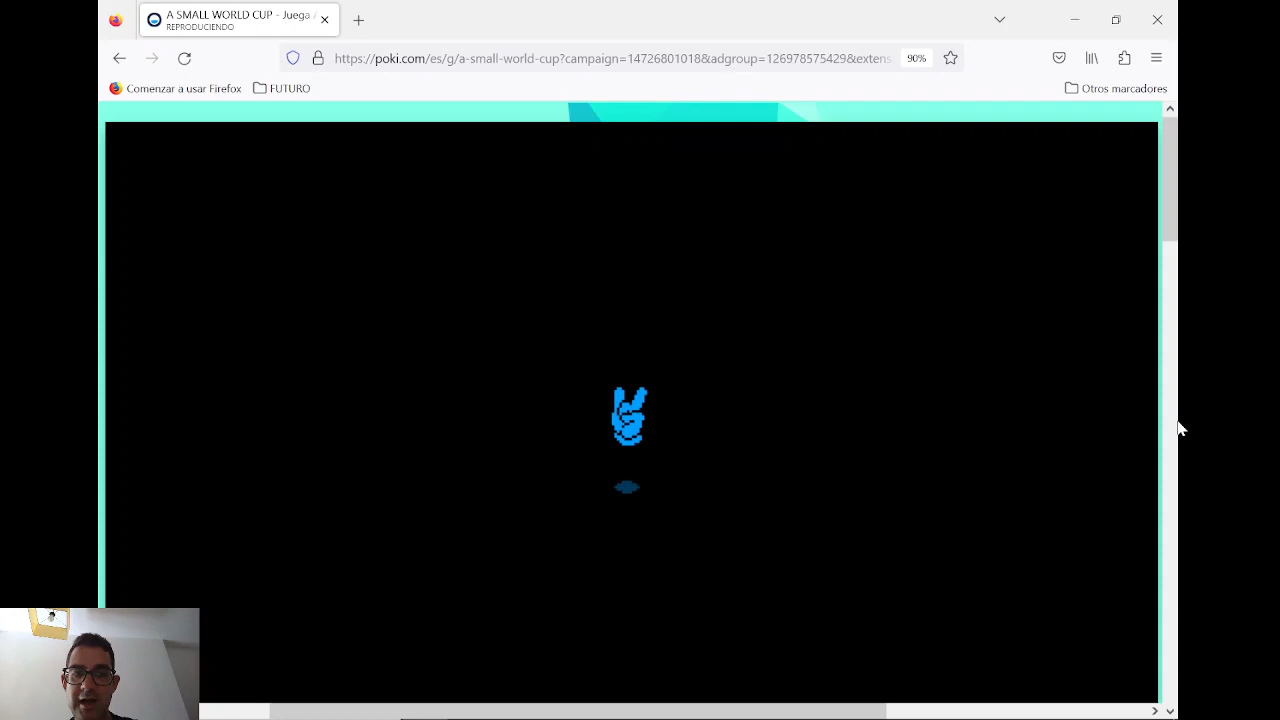 A SMALL WORLD CUP - Juega
REPRODUCIENDO
https://poki.com/es/g/a-small-world-cup?campaign=147268010188&adgroup=126978575429&extens
90%
Comenzar a usar Firefox
FUTURO
Otros marcadores